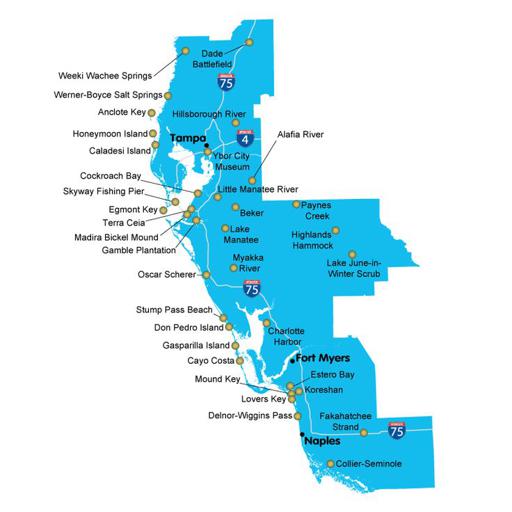 Dade
Battlefield
Weeki Wachee Springs
75
Werner-Boyce Salt Springs
Anclote Key
Hillsborough River
Honeymoon Island
Tampa
4
Alafia River
Caladesi Island
Ybor City
Museum
Cockroach Bay
Skyway Fishing Pier
Little Manatee River
Egmont Key
Beker
Paynes
Creek
Terra Ceia
Madira Bickel Mound
Lake
Manatee
Highlands
Hammock
Gamble Plantation
Myakka
River
Lake June-in-
Winter Scrub
Oscar Scherer
75
Stump Pass Beach
Don Pedro Island
Charlotte
Harbor
Gasparilla Island
Cayo Costa
Fort Myers
Mound Key
Estero Bay
Koreshan
Lovers Key
Delnor-Wiggins Pass
Fakahatchee
Strand
75
Naples
Collier-Seminole